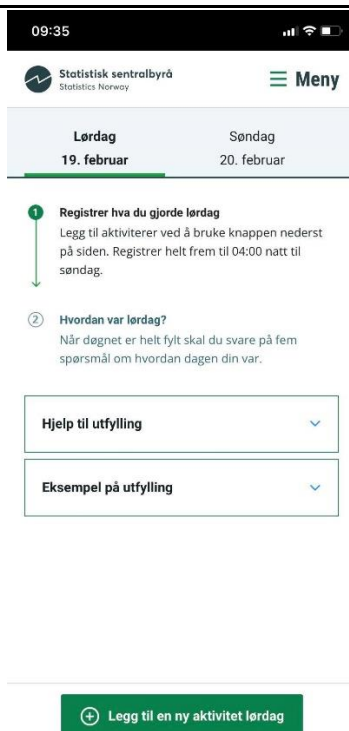 09:35
Statistisk sentralbyrå
Statistics Norway
Meny
Lørdag
19. februar
Søndag
20. februar
1 Registrer hva du gjorde lørdag
Legg til aktiviterer ved å bruke knappen nederst
på siden. Registrer helt frem til 04:00 natt til
søndag.
2 Hvordan var lørdag?
Når døgnet er helt fylt skal du svare på fem
spørsmål om hvordan dagen din var.
Hjelp til utfylling
Eksempel på utfylling
Legg til en ny aktivitet lørdag